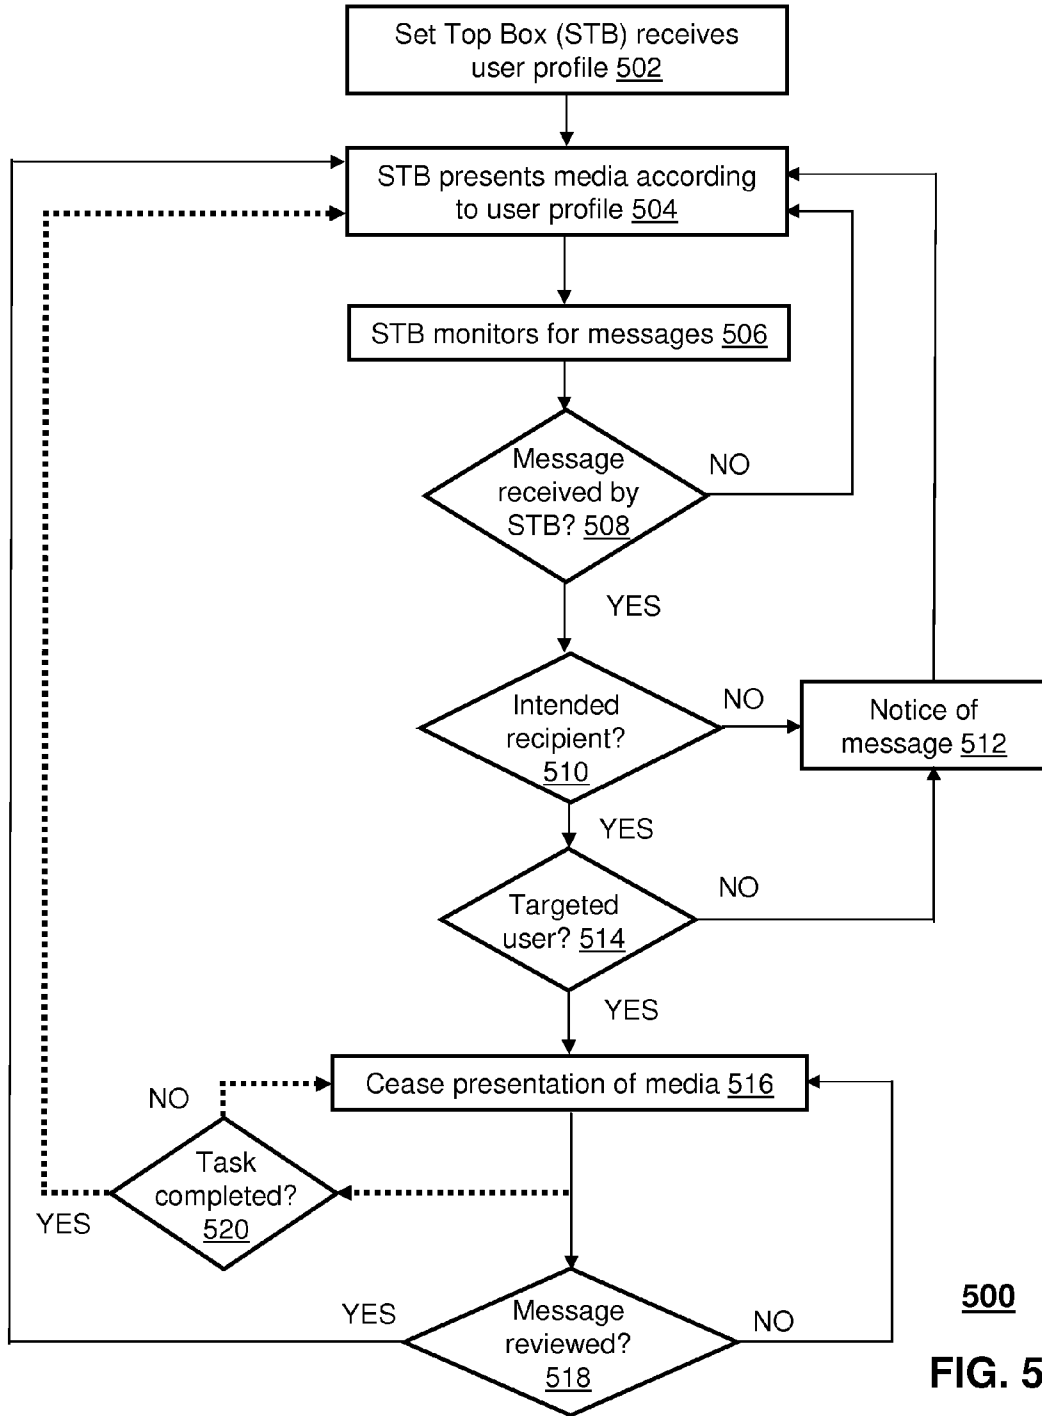 Set Top Box (STB) receives
user profile 502
STB presents media according
to user profile 504
STB monitors for messages 506
Message
received by
STB? 508
NO
YES
Intended
recipient?
510
NO
Notice of
message 512
YES
Targeted
user? 514
NO
YES
Cease presentation of media 516
NO
Task
completed?
520
YES
Message
reviewed?
518
YES
NO
500
FIG. 5